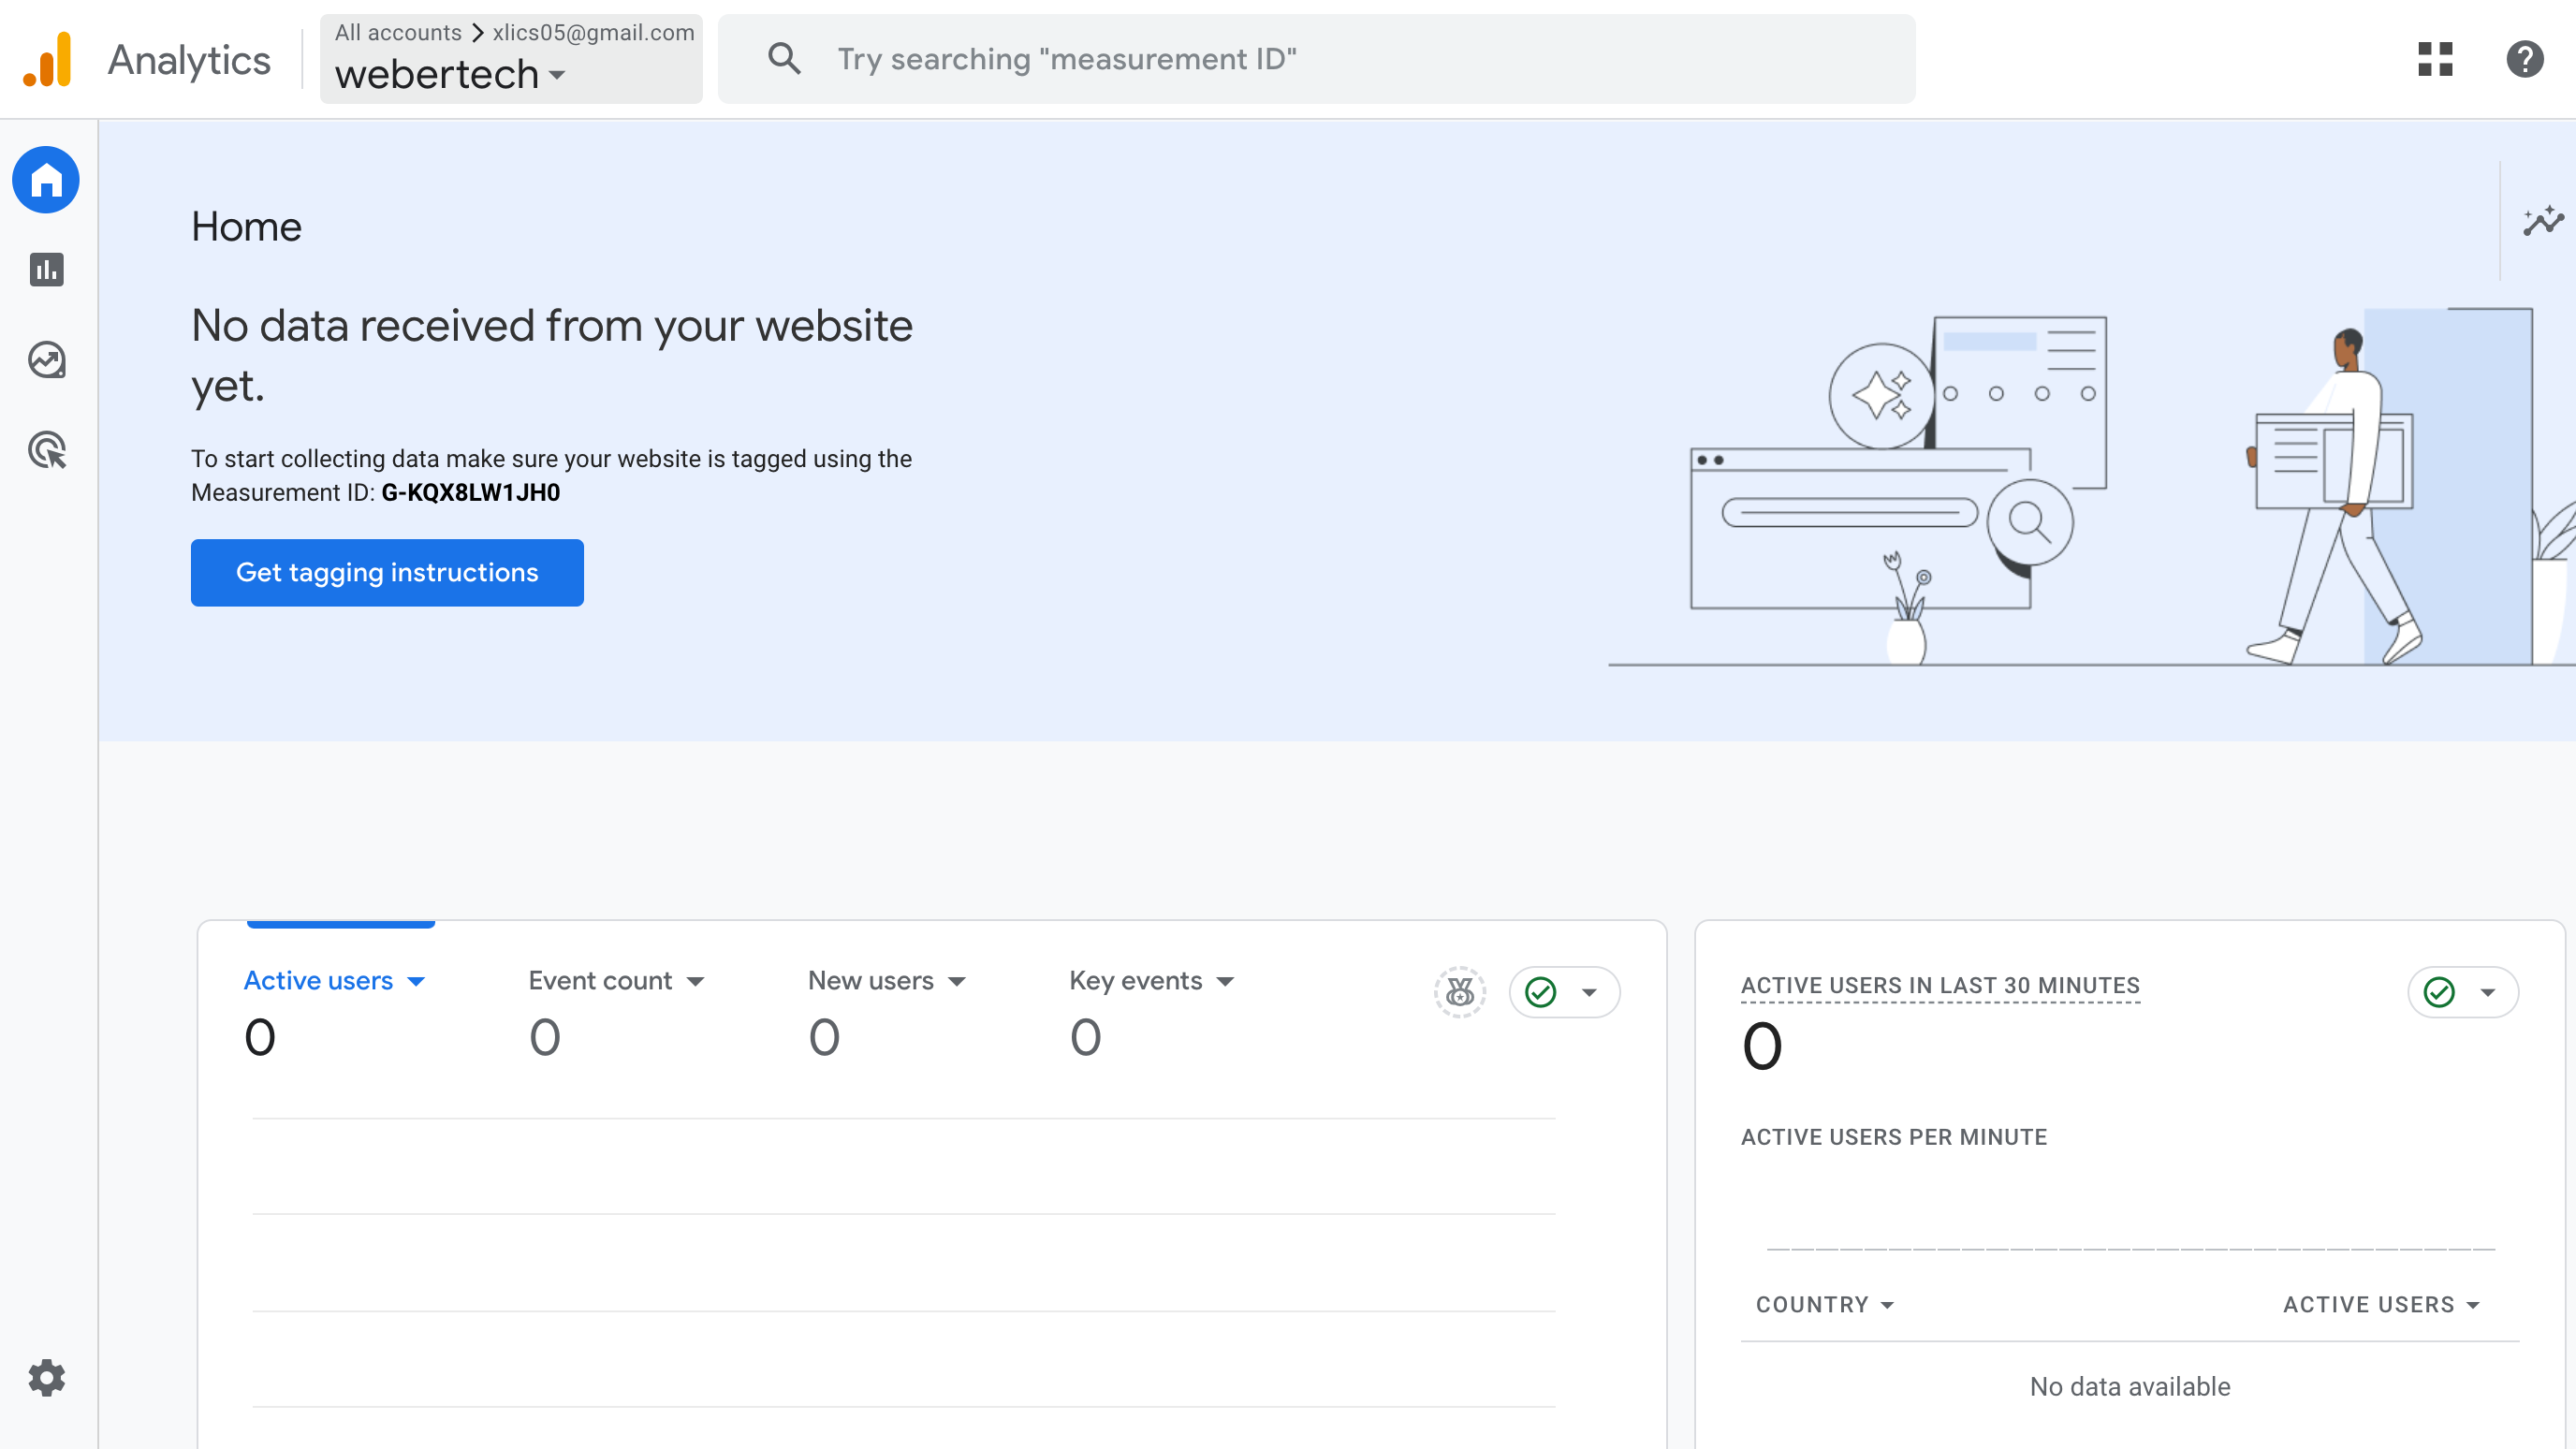 Analytics
All accounts > xlics05@gmail.com
webertech
Try searching "measurement ID"
Home
No data received from your website
yet.
To start collecting data make sure your website is tagged using the
Measurement ID: G-KQX8LW1JH0
Get tagging instructions
Active users
0
Event count
0
New users
0
Key events
0
ACTIVE USERS IN LAST 30 MINUTES
0
ACTIVE USERS PER MINUTE
COUNTRY ACTIVE USERS
No data available